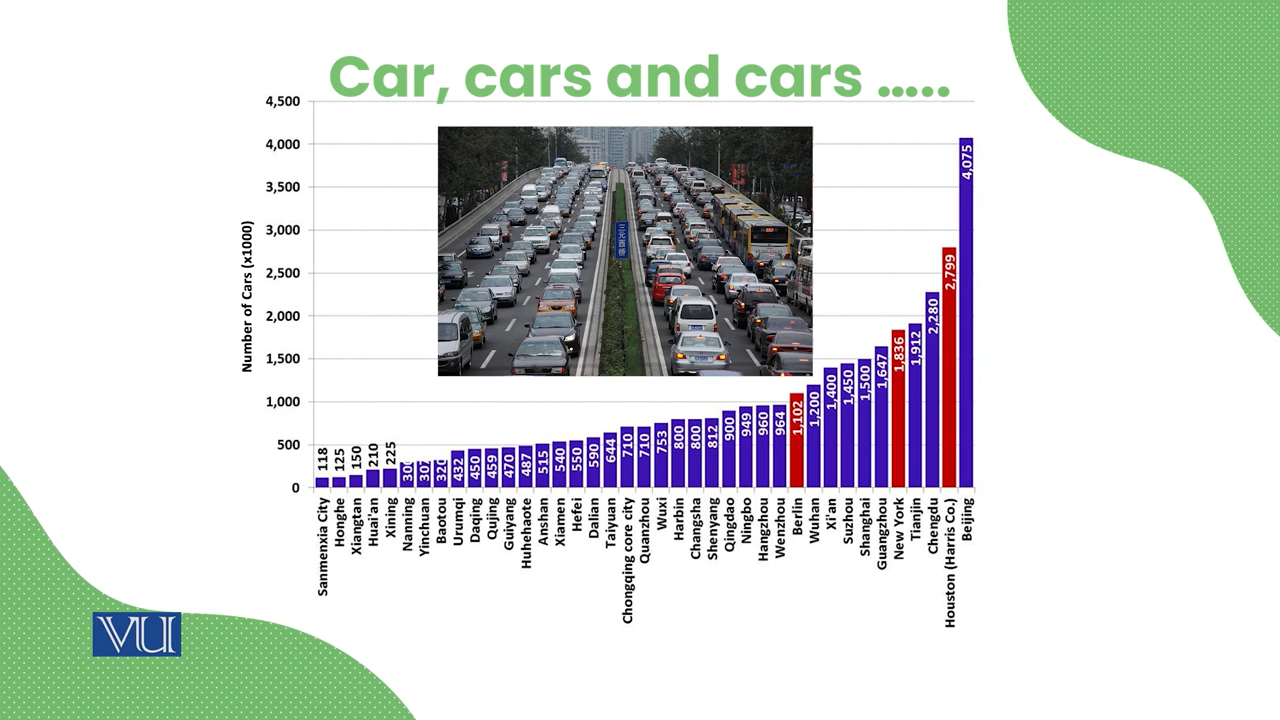 Car, cars and cars .....
4,500
4,000
3,500
3,000
2,500
2,000
1,500
1,000
500
0
Number of Cars (x1000)
三元西桥
118
125
150
210
225
432
450
459
470
487
515
540
550
590
644
710
710
753
800
800
812
900
949
960
964
1,102
1,200
1,400
1,450
1,500
1,647
1,836
1,912
2,280
2,799
4,075
Sanmenxia City
Honghe
Xiangtan
Huai'an
Xining
Nanning
Yinchuan
Baotou
Urumqi
Daqing
Qujing
Guiyang
Huhehaote
Anshan
Xiamen
Hefe
Dalian
Taiyuan
Chongqing core city
Quanzhou
Wuxi
Harbin
Changsha
Shenyang
Qingdao
Ningbo
Hangzhou
Wenzhou
Berlin
Wuhan
Xi'an
Suzhou
Shanghai
Guangzhou
New York
Tianjin
Chengdu
Houston (Harris Co.)
Beijing
VU